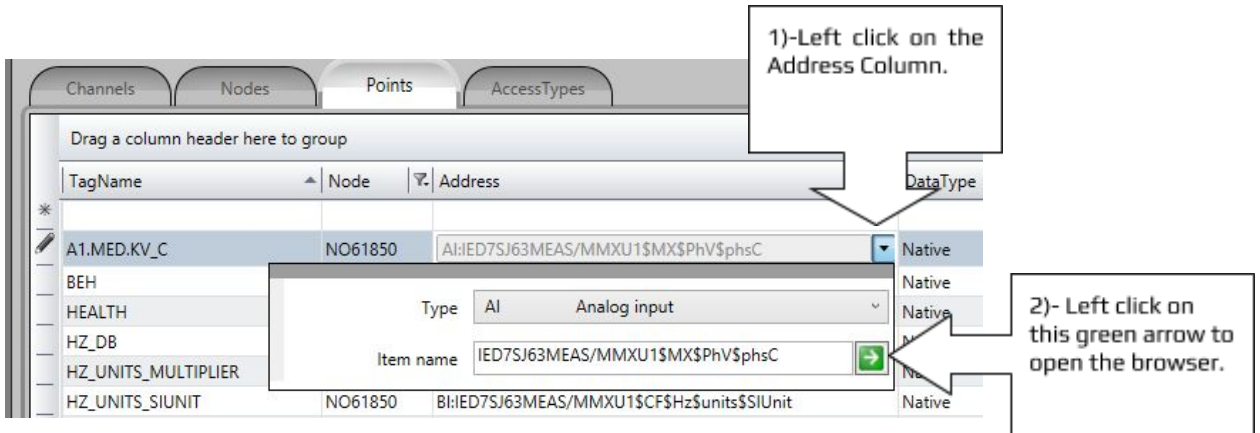 1)-Left click on the
Address Column.
Channels Nodes Points AccessTypes
Drag a column header here to group
TagName Node Address DataType
A1.MED.KV_C NO61850 AI:IED7SJ63MEAS/MMXU1$MX$PhV$phsC Native
BEH Native
Type AI Analog input
HEALTH Native
HZ_DB
Item name IED7SJ63MEAS/MMXU1$MX$PhV$phsC
HZ_UNITS_MULTIPLIER
HZ_UNITS_SIUNIT NO61850 BI:IED7SJ63MEAS/MMXU1$CF$Hz$units$SIUnit Native
2)- Left click on
this green arrow to
open the browser.